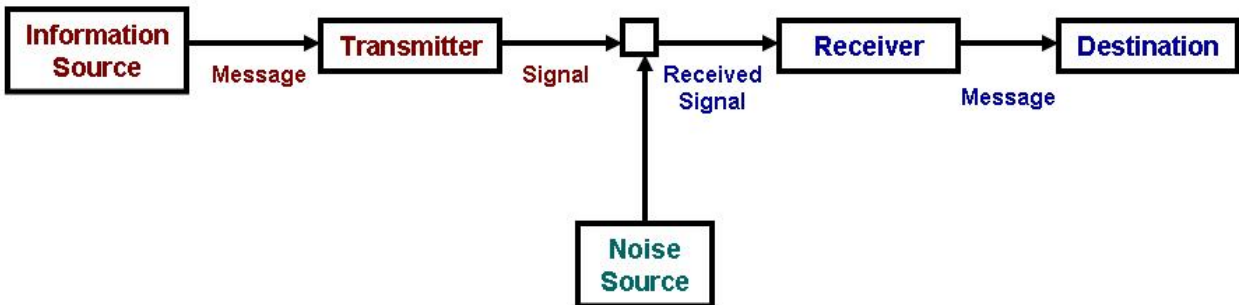 Information
Source
Message
Transmitter
Signal
Received
Signal
Receiver
Message
Destination
Noise
Source